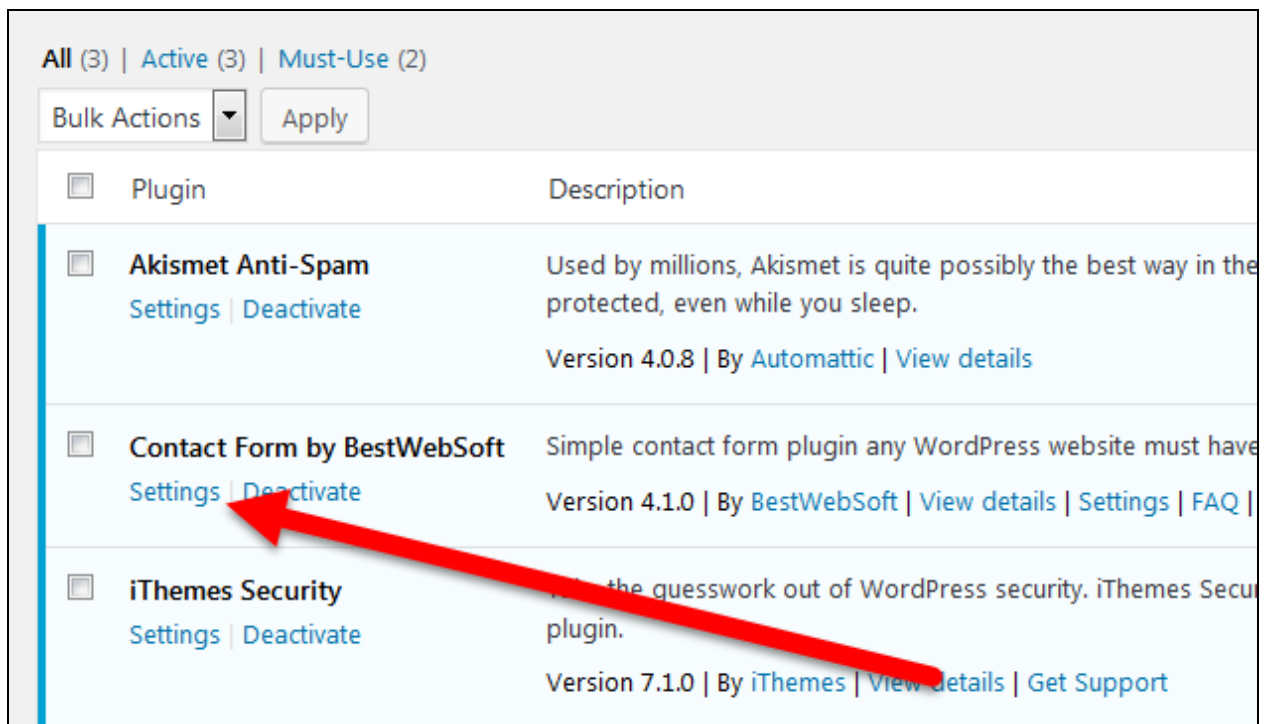 All (3) | Active (3) | Must-Use (2)
Bulk Actions Apply
Plugin Description
Akismet Anti-Spam Used by millions, Akismet is quite possibly the best way in the
Settings | Deactivate protected, even while you sleep.
Version 4.0.8 | By Automattic | View details
Contact Form by BestWebSoft Simple contact form plugin any WordPress website must have
Settings | Deactivate Version 4.1.0 | By BestWebSoft | View details | Settings | FAQ |
iThemes Security the guesswork out of WordPress security. iThemes
Settings | Deactivate plugin.
Version 7.1.0 | By iThemes | View details | Get Support